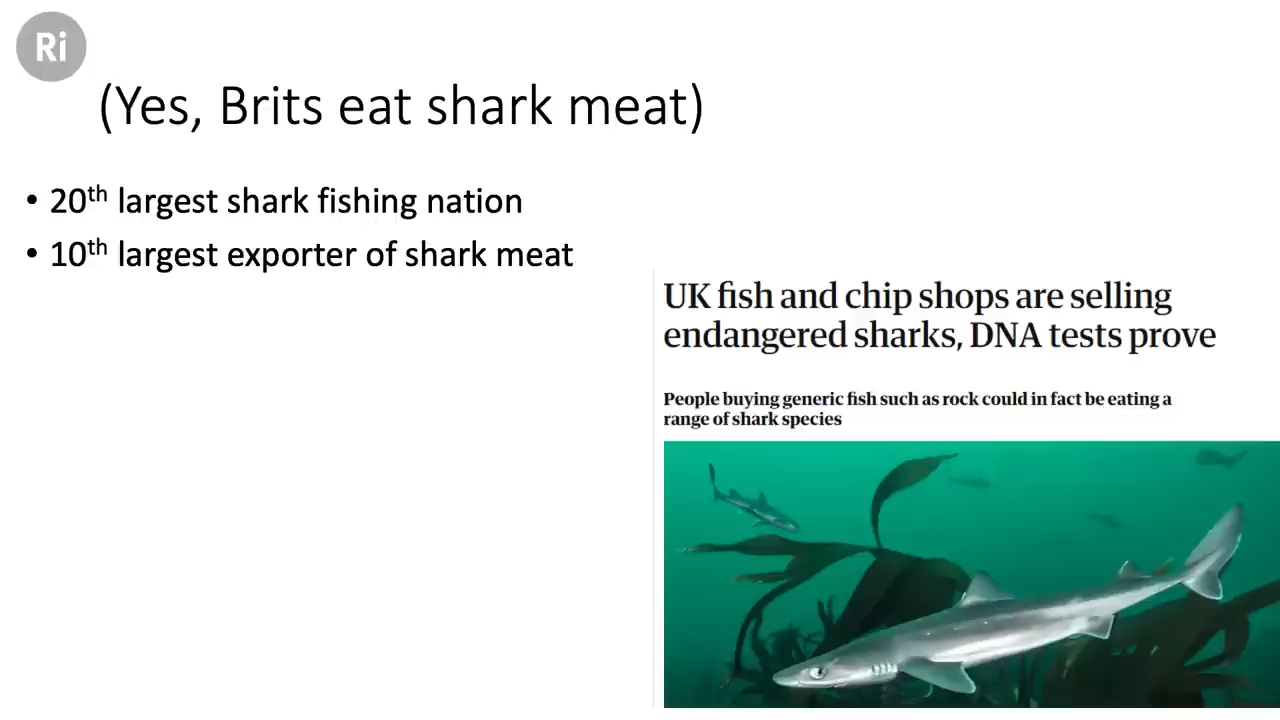 Ri
(Yes, Brits eat shark meat)
• 20th largest shark fishing nation
• 10th largest exporter of shark meat
UK fish and chip shops are selling
endangered sharks, DNA tests prove
People buying generic fish such as rock could in fact be eating a
range of shark species